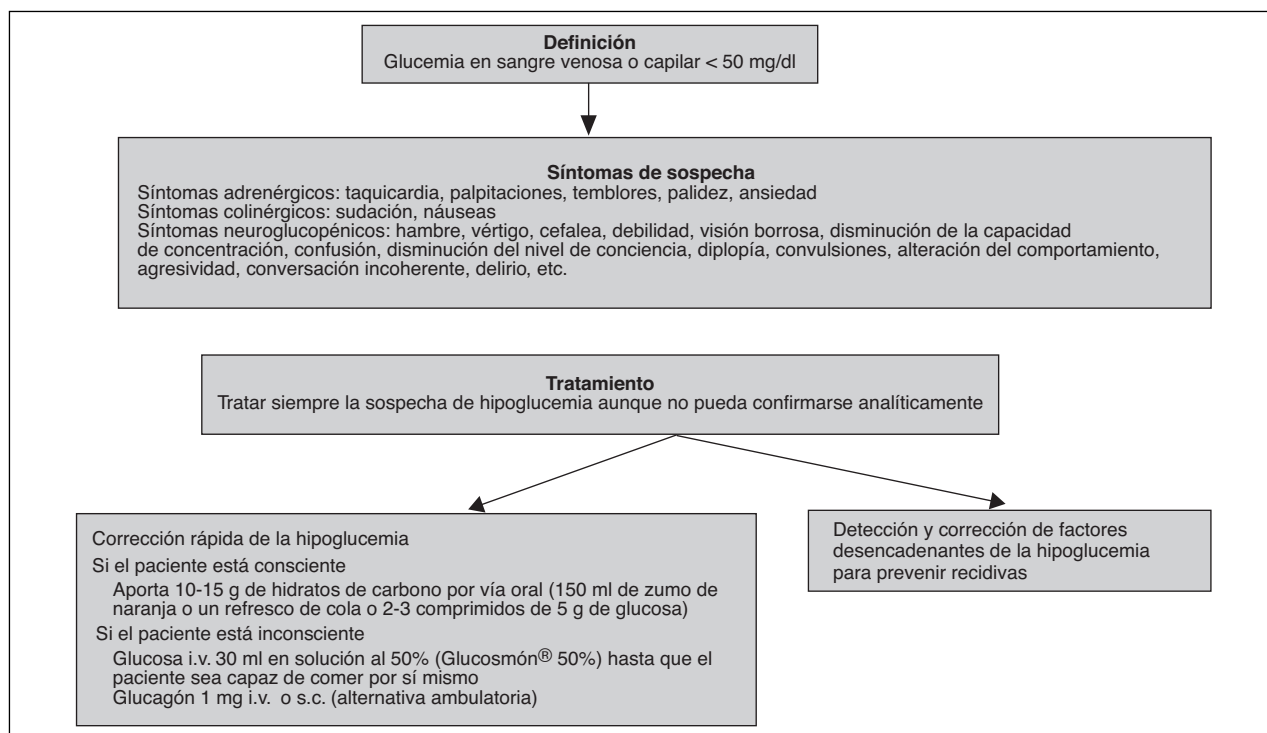 Definición
Glucemia en sangre venosa o capilar < 50 mg/dl
Síntomas de sospecha
Síntomas adrenérgicos: taquicardia, palpitaciones, temblores, palidez, ansiedad
Síntomas colinérgicos: sudación, náuseas
Síntomas neuroglucopénicos: hambre, vértigo, cefalea, debilidad, visión borrosa, disminución de la capacidad
de concentración, confusión, disminución del nivel de conciencia, diplopía, convulsiones, alteración del comportamiento,
agresividad, conversación incoherente, delirio, etc.
Tratamiento
Tratar siempre la sospecha de hipoglucemia aunque no pueda confirmarse analíticamente
Corrección rápida de la hipoglucemia
Si el paciente está consciente
Aporta 10-15 g de hidratos de carbono por vía oral (150 ml de zumo de
naranja o un refresco de cola o 2-3 comprimidos de 5 g de glucosa)
Si el paciente está inconsciente
Glucosa i.v. 30 ml en solución al 50% (Glucosmón® 50%) hasta que el
paciente sea capaz de comer por sí mismo
Glucagón 1 mg i.v. o s.c. (alternativa ambulatoria)
Detección y corrección de factores
desencadenantes de la hipoglucemia
para prevenir recidivas